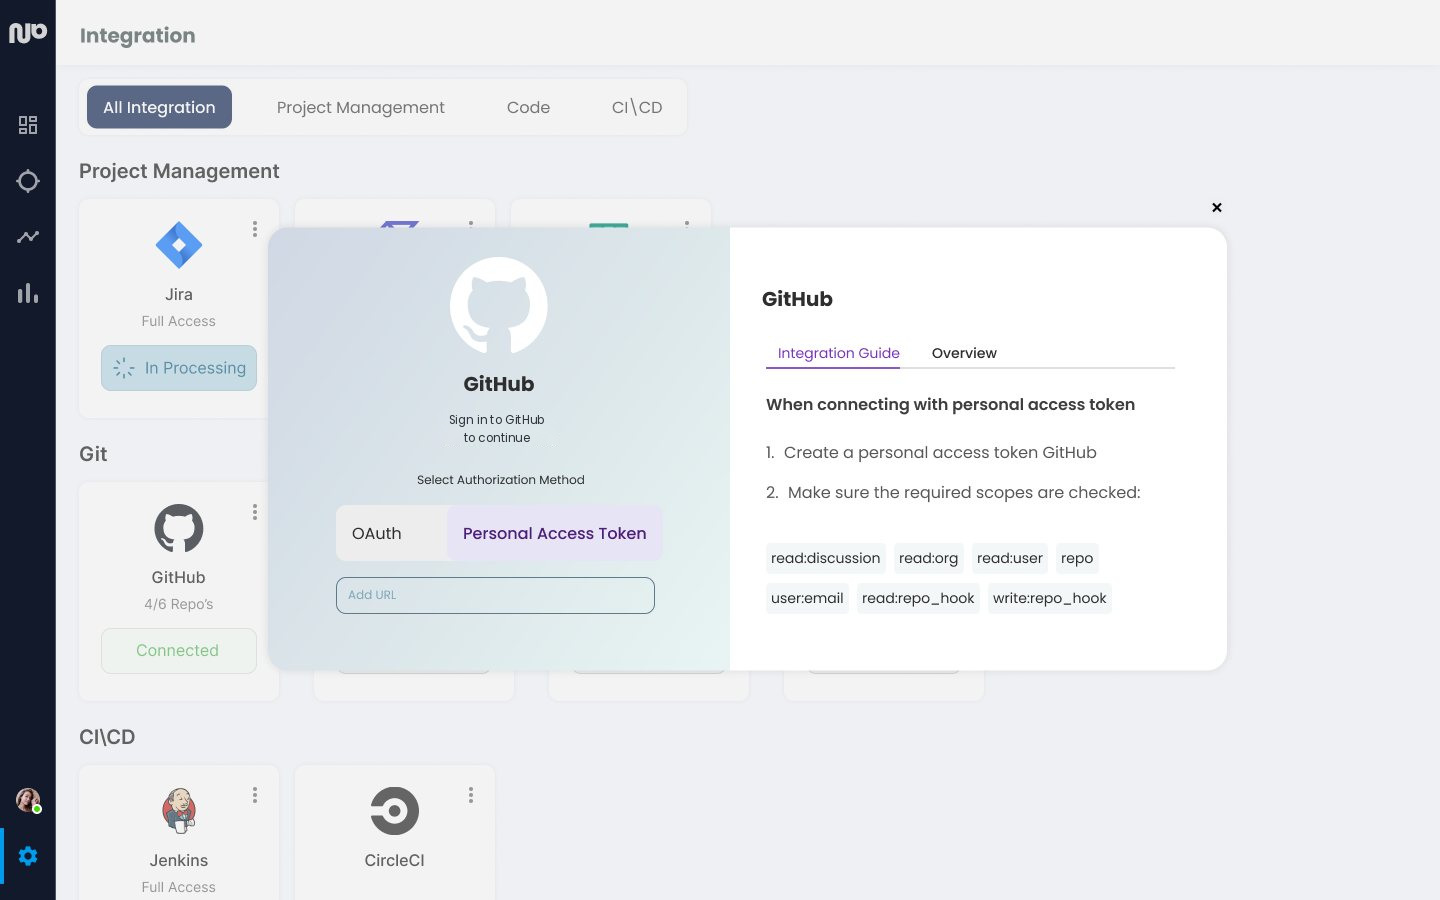 Integration
All Integration
Project Management
Code
CI\CD
Project Management
Jira
Full Access
In Processing
Git
GitHub
4/6 Repo's
Connected
CI\CD
Jenkins
Full Access
CircleCI
GitHub
Sign in to GitHub
to continue
Select Authorization Method
OAuth
Personal Access Token
Add URL
GitHub
Integration Guide
Overview
When connecting with personal access token
1. Create a personal access token GitHub
2. Make sure the required scopes are checked:
read:discussion read:org read:user repo
user:email read:repo_hook write:repo_hook